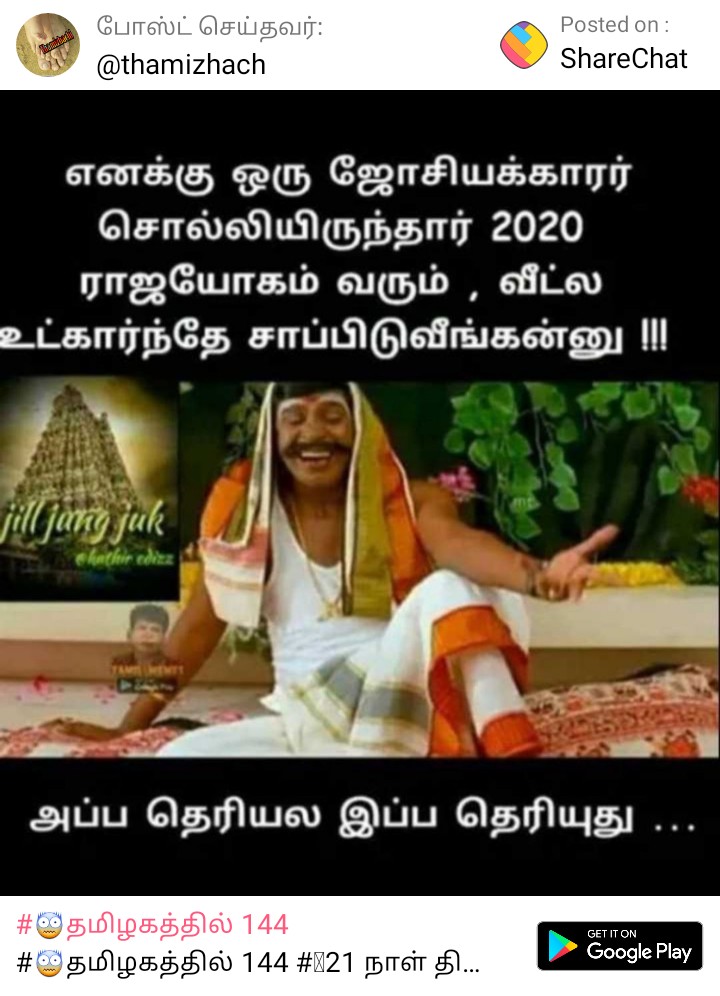 போஸ்ட் செய்தவர்:
@thamizhach
Posted on :
ShareChat
எனக்கு ஒரு ஜோசியக்காரர்
சொல்லியிருந்தார் 2020
ராஜயோகம் வரும் , வீட்ல
உட்கார்ந்தே சாப்பிடுவீங்கன்னு !!!
jill jung juk
அப்ப தெரியல இப்ப தெரியுது ...
#😨தமிழகத்தில் 144
#😨தமிழகத்தில் 144 #21 நாள் தி...
GET IT ON
Google Play